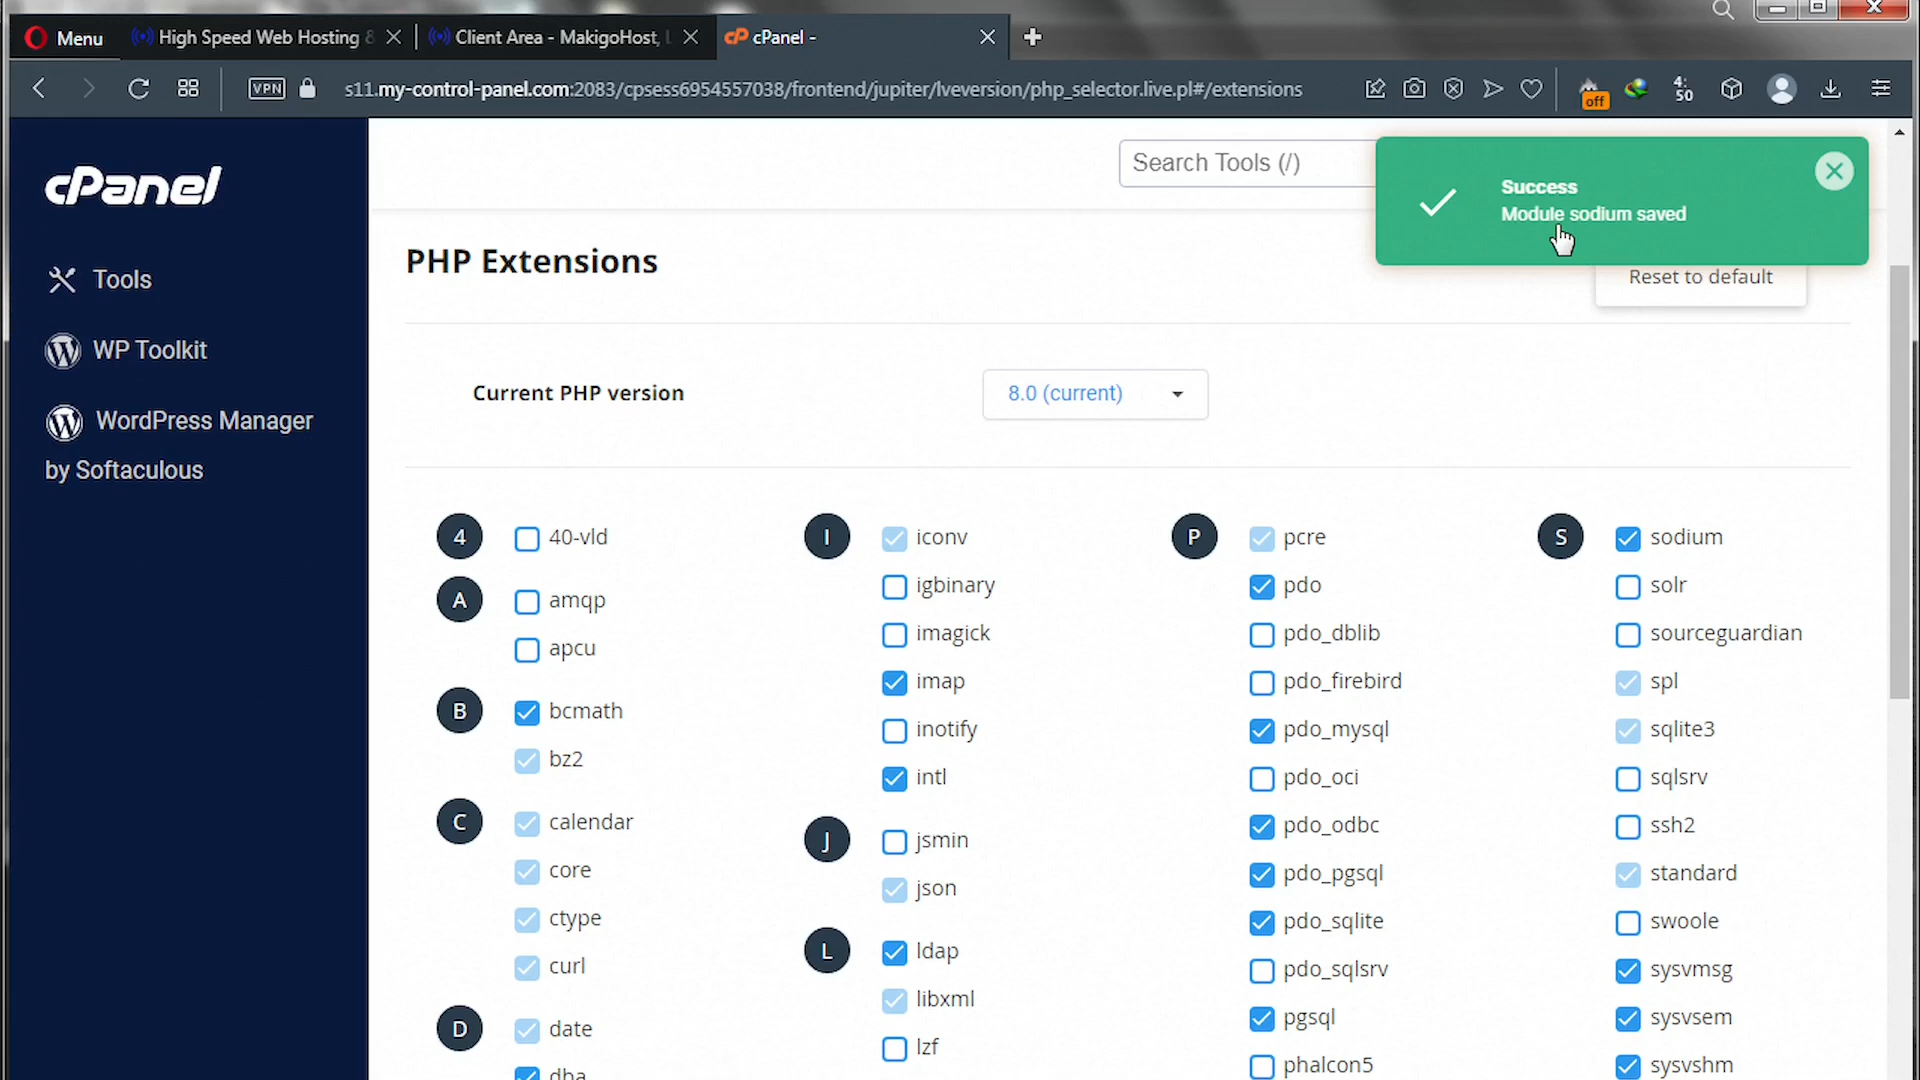 Menu
High Speed Web Hosting &
Client Area - MakigoHost, L
cPanel -
VPN
s11.my-control-panel.com:2083/cpsess6954557038/frontend/jupiter/lveversion/php_selector.live.pl#/extensions
off
4:
50
cPanel
Tools
WP Toolkit
WordPress Manager
by Softaculous
Search Tools (/)
Success
Module sodium saved
PHP Extensions
Reset to default
Current PHP version
8.0 (current)
4
40-vld
A
amqp
apcu
B
bcmath
bz2
C
calendar
core
ctype
curl
D
date
dba
I
iconv
igbinary
imagick
imap
inotify
intl
J
jsmin
json
L
ldap
libxml
lzf
P
pcre
pdo
pdo_dblib
pdo_firebird
pdo_mysql
pdo_oci
pdo_odbc
pdo_pgsql
pdo_sqlite
pdo_sqlsrv
pgsql
phalcon5
S
sodium
solr
sourceguardian
spl
sqlite3
sqlsrv
ssh2
standard
swoole
sysvmsg
sysvsem
sysvshm